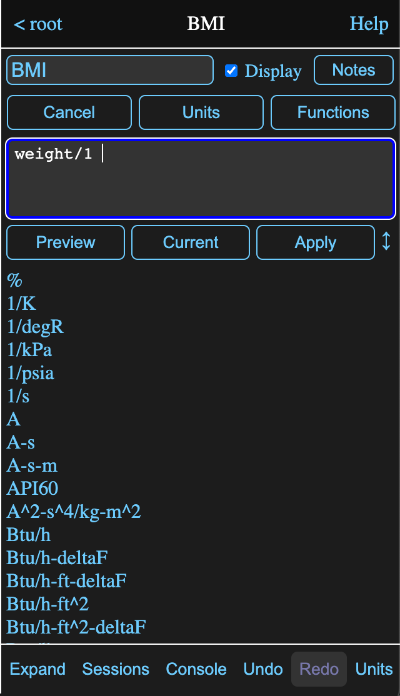 < root BMI Help
BMI Display Notes
Cancel Units Functions
weight/1
Preview Current Apply ↕
%
1/K
1/degR
1/kPa
1/psia
1/s
A
A-s
A-s-m
API60
A^2-s^4/kg-m^2
Btu/h
Btu/h-deltaF
Btu/h-ft-deltaF
Btu/h-ft^2
Btu/h-ft^2-deltaF
Expand Sessions Console Undo Redo Units